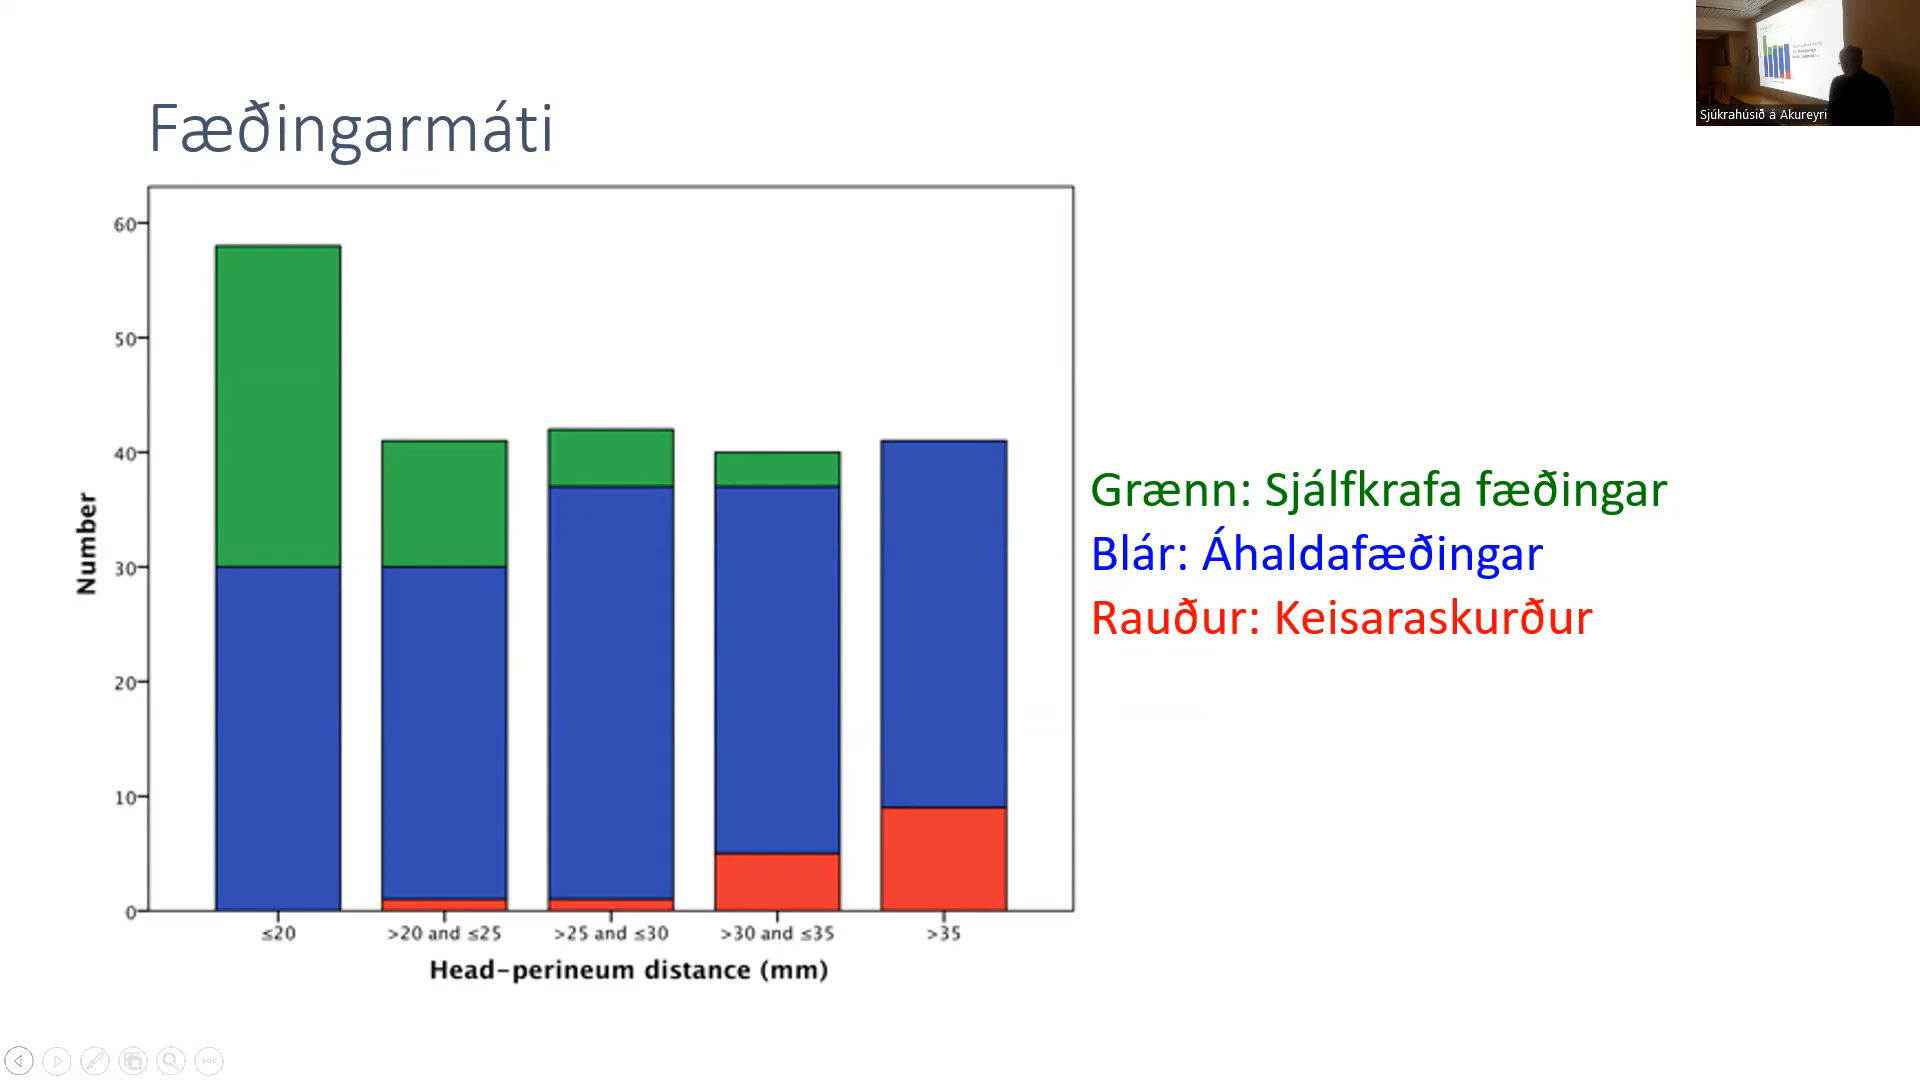 Sjúkrahúsið á Akureyri
Fæðingarmáti
60
50
40
30
20
10
0
Number
≤20
>20 and ≤25
>25 and ≤30
>30 and ≤35
>35
Head-perineum distance (mm)
Grænn: Sjálfkrafa fæðingar
Blár: Áhaldafæðingar
Rauður: Keisaraskurður